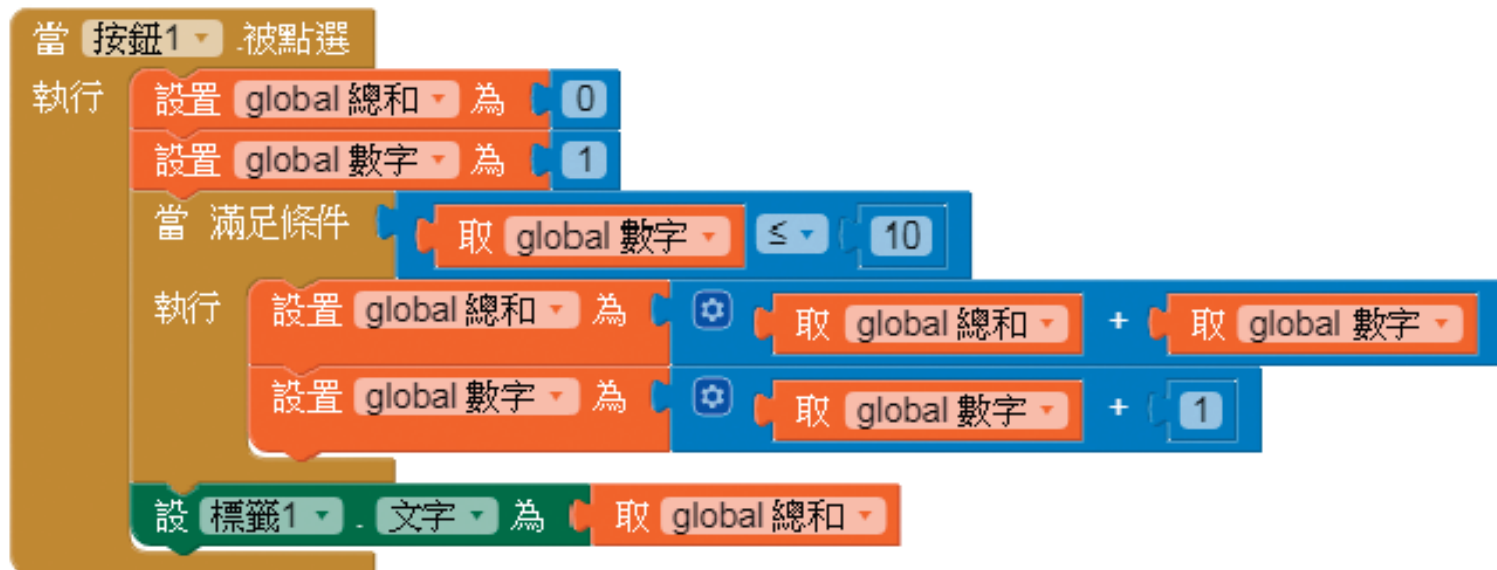 當 按鈕1 .被點選
執行 設置 global 總和 為 0
設置 global 數字 為 1
當 滿足條件 取 global 數字 ≤ 10
執行 設置 global 總和 為 取 global 總和 + 取 global 數字
設置 global 數字 為 取 global 數字 + 1
設 標籤1 . 文字 為 取 global 總和